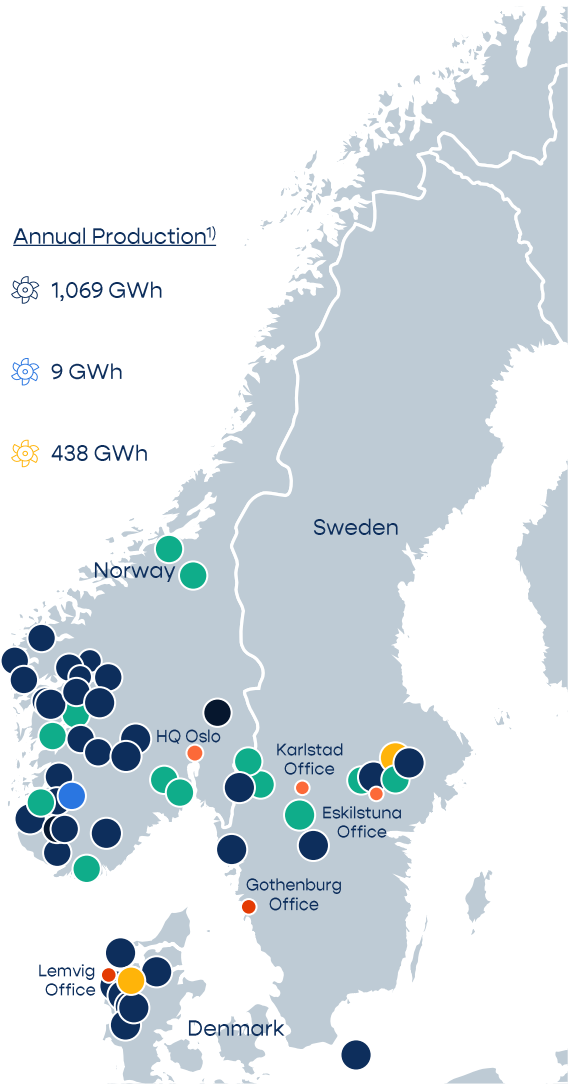 Annual Production1)
1,069 GWh
9 GWh
438 GWh
Sweden
Norway
HQ Oslo
Karlstad
Office
Eskilstuna
Office
Gothenburg
Office
Lemvig
Office
Denmark